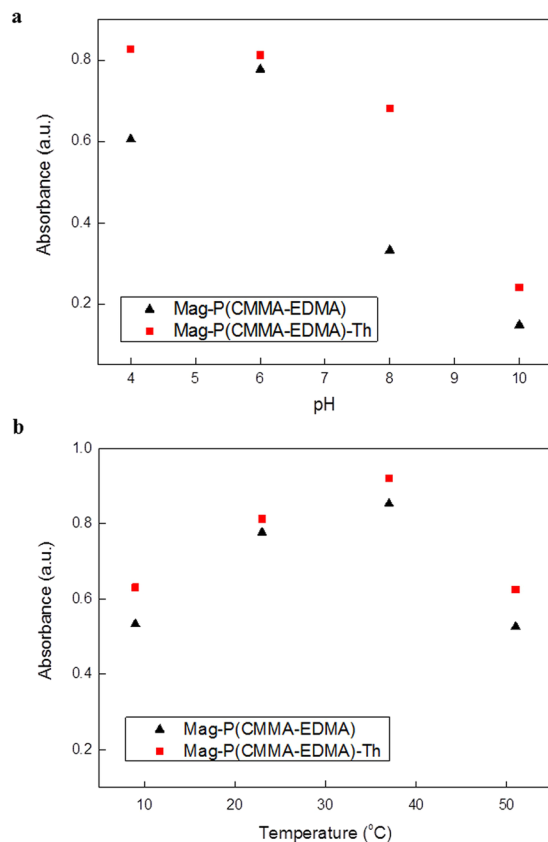 a
0.8
0.6
0.4
0.2
Absorbance (a.u.)
Mag-P(CMMA-EDMA)
Mag-P(CMMA-EDMA)-Th
4 5 6 7 8 9 10
pH
b
1.0
0.8
0.6
0.4
0.2
Absorbance (a.u.)
Mag-P(CMMA-EDMA)
Mag-P(CMMA-EDMA)-Th
10 20 30 40 50
Temperature (°C)